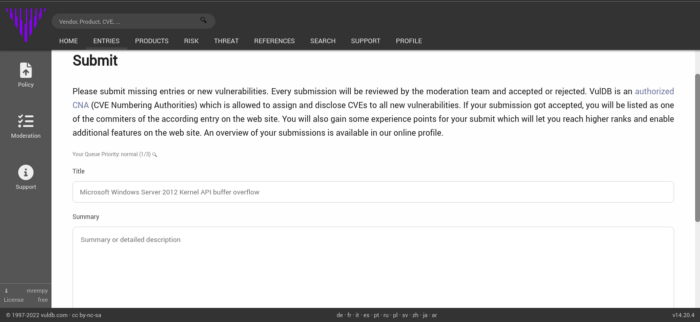 Vendor, Product, CVE, ...
HOME ENTRIES PRODUCTS RISK THREAT REFERENCES SEARCH SUPPORT PROFILE
Policy
Moderation
Support
Submit
Please submit missing entries or new vulnerabilities. Every submission will be reviewed by the moderation team and accepted or rejected. VulDB is an authorized
CNA (CVE Numbering Authorities) which is allowed to assign and disclose CVEs to all new vulnerabilities. If your submission got accepted, you will be listed as one
of the commiters of the according entry on the web site. You will also gain some experience points for your submit which will let you reach higher ranks and enable
additional features on the web site. An overview of your submissions is available in our online profile.
Your Queue Priority: normal (1/3)
Title
Microsoft Windows Server 2012 Kernel API buffer overflow
Summary
Summary or detailed description
License free
© 1997-2022 vuldb.com · cc by-nc-sa
de · fr · it · es · pt · ru · pl · sv · zh · ja · ar
v14.20.4